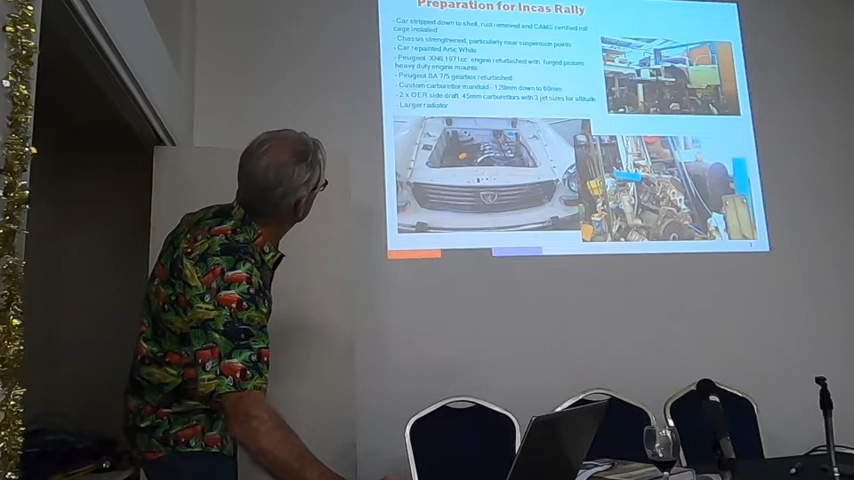 Preparation for Incas Rally
• Car stripped down to shell, rust removed and CAMS certified roll
cage installed
• Chassis strengthened, particularly near suspension pick points
• Car repainted Artic White
• Peugeot XN6 1971cc engine refurbished with forged pistons,
heavy duty engine mounts
• Peugeot BA 7/5 gearbox refurbished
• Custom carburettor manifold - 120mm down to 60mm
• 2 x OER side draft 45mm carburettors with 3 jet sizes for altitude
• Larger radiator